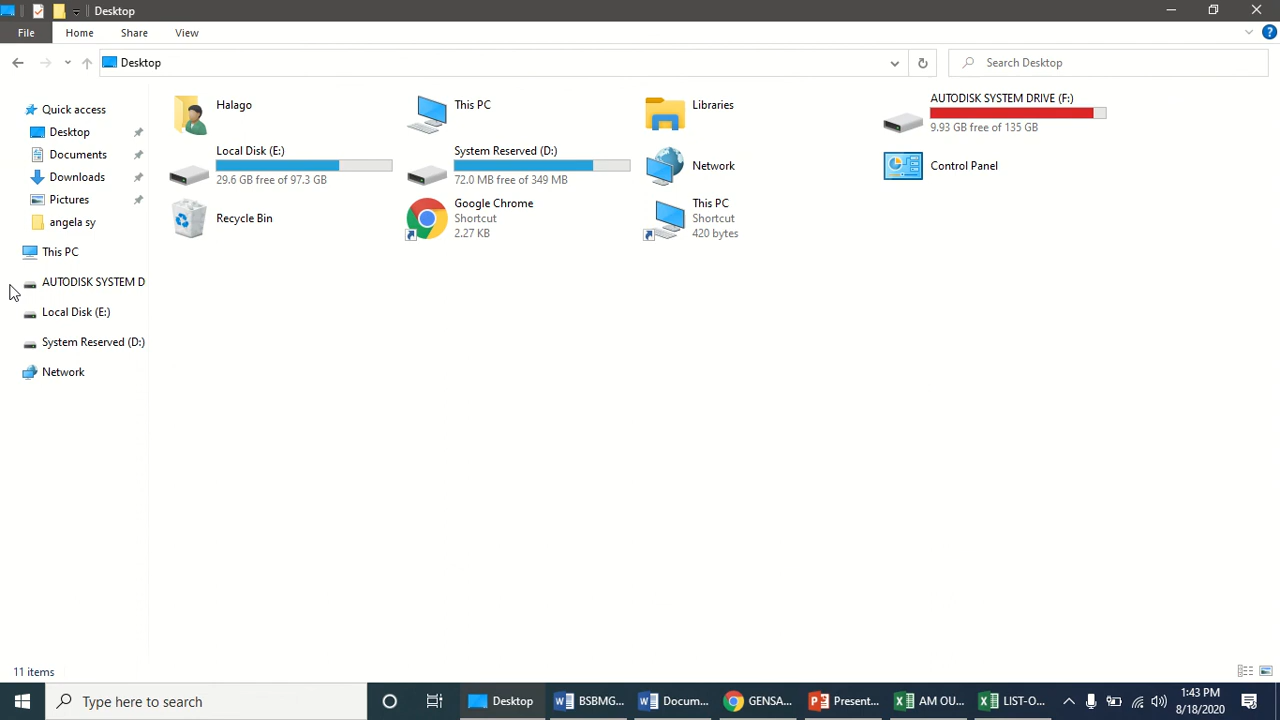 Desktop
File Home Share View
Desktop
Search Desktop
Quick access
Desktop
Documents
Downloads
Pictures
angela sy
This PC
AUTODISK SYSTEM D
Local Disk (E:)
System Reserved (D:)
Network
Halago
This PC
Libraries
AUTODISK SYSTEM DRIVE (F:)
9.93 GB free of 135 GB
Local Disk (E:)
29.6 GB free of 97.3 GB
System Reserved (D:)
72.0 MB free of 349 MB
Network
Control Panel
Recycle Bin
Google Chrome
Shortcut
2.27 KB
This PC
Shortcut
420 bytes
11 items
Type here to search
Desktop
BSBMG...
Docum...
GENSA...
Present...
AM OU...
LIST-O...
1:43 PM
8/18/2020